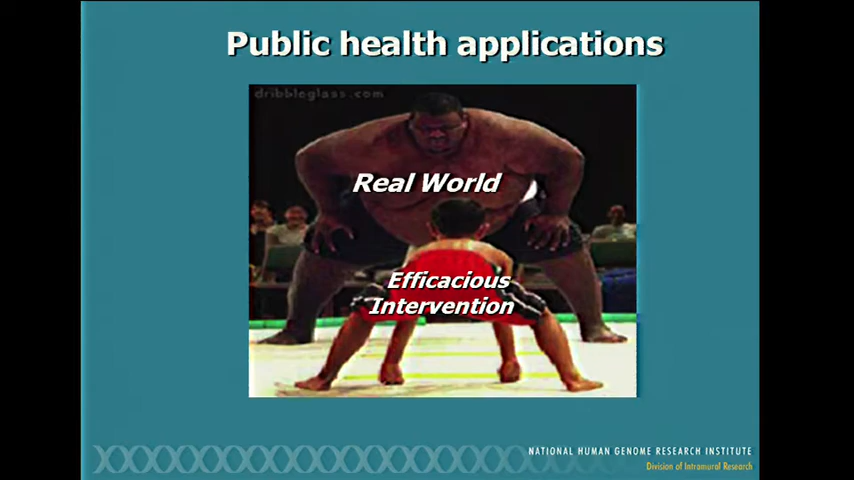 Public health applications
dribbleglass.com
Real World
Efficacious
Intervention
NATIONAL HUMAN GENOME RESEARCH INSTITUTE
Division of Intramural Research